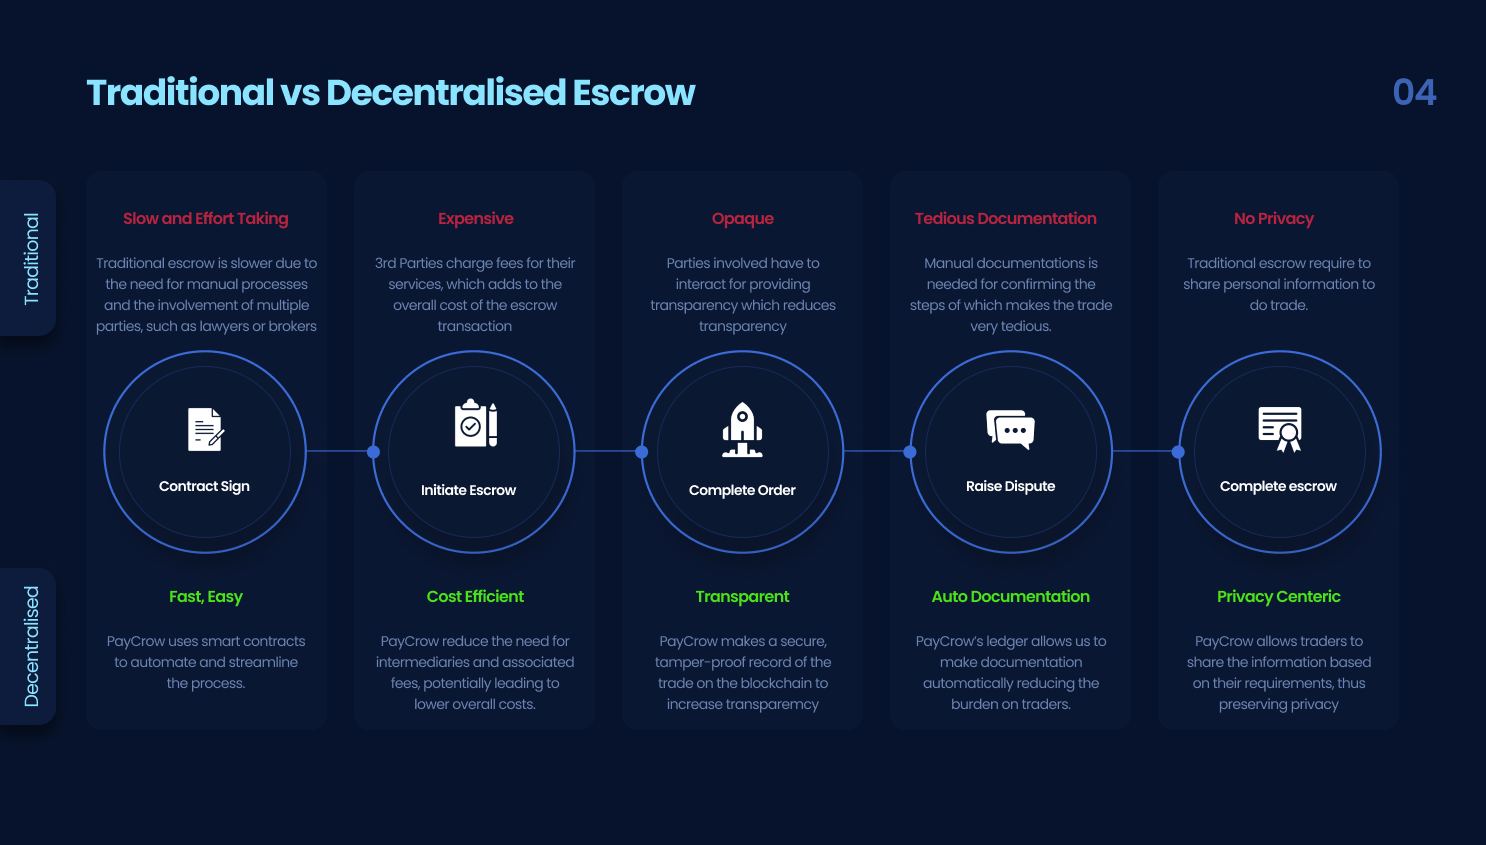 Traditional vs Decentralised Escrow
04
Traditional
Slow and Effort Taking
Traditional escrow is slower due to
the need for manual processes
and the involvement of multiple
parties, such as lawyers or brokers
Expensive
3rd Parties charge fees for their
services, which adds to the
overall cost of the escrow
transaction
Opaque
Parties involved have to
interact for providing
transparency which reduces
transparency
Tedious Documentation
Manual documentations is
needed for confirming the
steps of which makes the trade
very tedious.
No Privacy
Traditional escrow require to
share personal information to
do trade.
Contract Sign
Initiate Escrow
Complete Order
Raise Dispute
Complete escrow
Decentralised
Fast, Easy
PayCrow uses smart contracts
to automate and streamline
the process.
Cost Efficient
PayCrow reduce the need for
intermediaries and associated
fees, potentially leading to
lower overall costs.
Transparent
PayCrow makes a secure,
tamper-proof record of the
trade on the blockchain to
increase transparemcy
Auto Documentation
PayCrow's ledger allows us to
make documentation
automatically reducing the
burden on traders.
Privacy Centeric
PayCrow allows traders to
share the information based
on their requirements, thus
preserving privacy